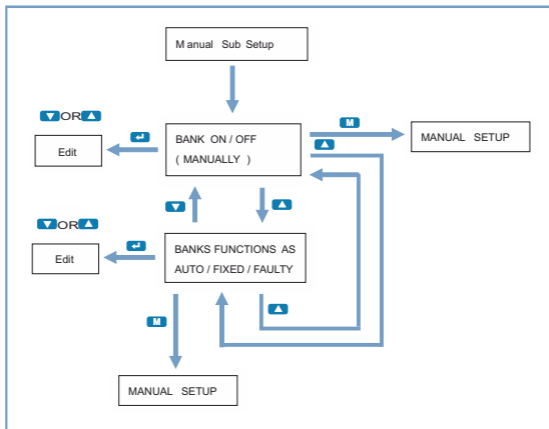 Manual Sub Setup
▼OR▲
↵
M
BANK ON / OFF
( MANUALLY )
MANUAL SETUP
Edit
▲
▼
▲
▼OR▲
↵
BANKS FUNCTIONS AS
AUTO / FIXED / FAULTY
Edit
▲
M
MANUAL SETUP